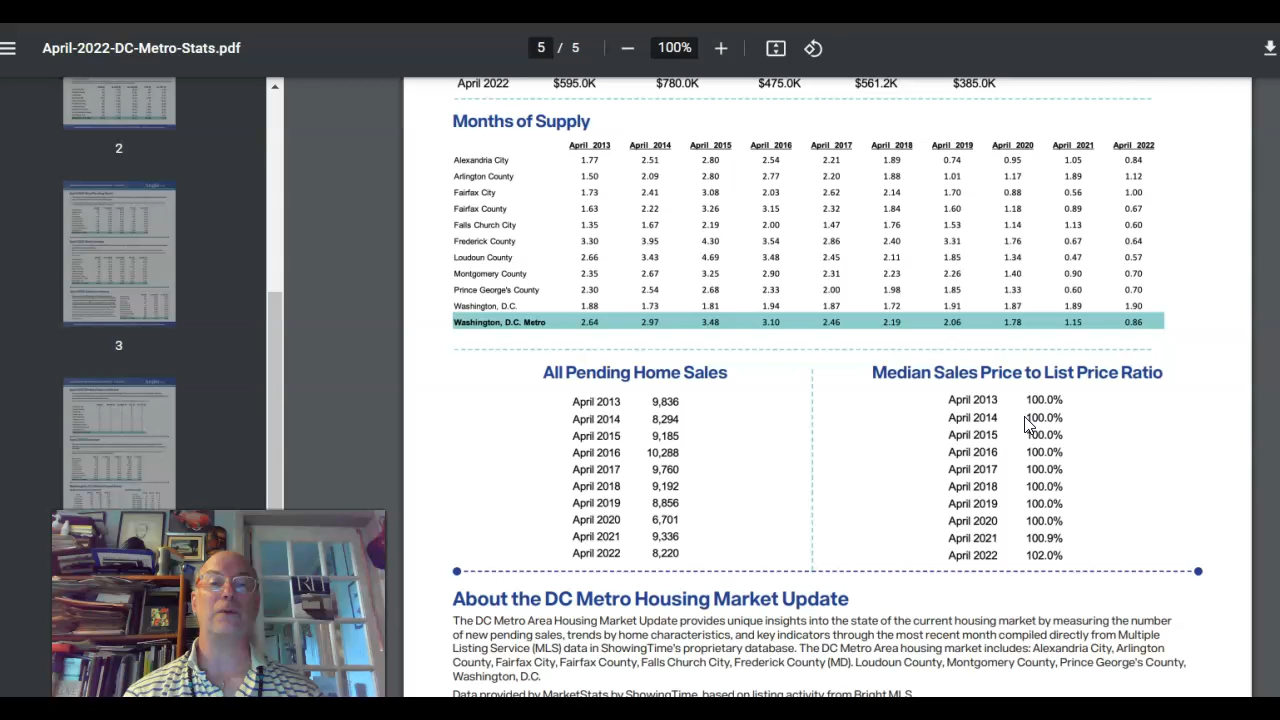 April-2022-DC-Metro-Stats.pdf
5 / 5
100%
2
3
April 2022 $595.0K $780.0K $475.0K $561.2K $385.0K
Months of Supply
April 2013 April 2014 April 2015 April 2016 April 2017 April 2018 April 2019 April 2020 April 2021 April 2022
Alexandria City 1.77 2.51 2.80 2.54 2.21 1.89 0.74 0.95 1.05 0.84
Arlington County 1.50 2.09 2.80 2.77 2.20 1.88 1.01 1.17 1.89 1.12
Fairfax City 1.73 2.41 3.08 2.03 2.62 2.14 1.70 0.88 0.56 1.00
Fairfax County 1.63 2.22 3.26 3.15 2.32 1.84 1.60 1.18 0.89 0.67
Falls Church City 1.35 1.67 2.19 2.00 1.47 1.76 1.53 1.14 1.13 0.60
Frederick County 3.30 3.95 4.30 3.54 2.86 2.40 3.31 1.76 0.67 0.64
Loudoun County 2.66 3.43 4.69 3.48 2.45 2.11 1.85 1.34 0.47 0.57
Montgomery County 2.35 2.67 3.25 2.90 2.31 2.23 2.26 1.40 0.90 0.70
Prince George's County 2.30 2.54 2.68 2.33 2.00 1.98 1.85 1.33 0.60 0.70
Washington, D.C. 1.88 1.73 1.81 1.94 1.87 1.72 1.91 1.87 1.89 1.90
Washington, D.C. Metro 2.64 2.97 3.48 3.10 2.46 2.19 2.06 1.78 1.15 0.86
All Pending Home Sales
April 2013 9,836
April 2014 8,294
April 2015 9,185
April 2016 10,288
April 2017 9,760
April 2018 9,192
April 2019 8,856
April 2020 6,701
April 2021 9,336
April 2022 8,220
Median Sales Price to List Price Ratio
April 2013 100.0%
April 2014 100.0%
April 2015 100.0%
April 2016 100.0%
April 2017 100.0%
April 2018 100.0%
April 2019 100.0%
April 2020 100.0%
April 2021 100.9%
April 2022 102.0%
About the DC Metro Housing Market Update
The DC Metro Area Housing Market Update provides unique insights into the state of the current housing market by measuring the number
of new pending sales, trends by home characteristics, and key indicators through the most recent month compiled directly from Multiple
Listing Service (MLS) data in ShowingTime's proprietary database. The DC Metro Area housing market includes: Alexandria City, Arlington
County, Fairfax City, Fairfax County, Falls Church City, Frederick County (MD). Loudoun County, Montgomery County, Prince George's County,
Washington, D.C.
Data provided by MarketStats by ShowingTime, based on listing activity from Bright MLS.